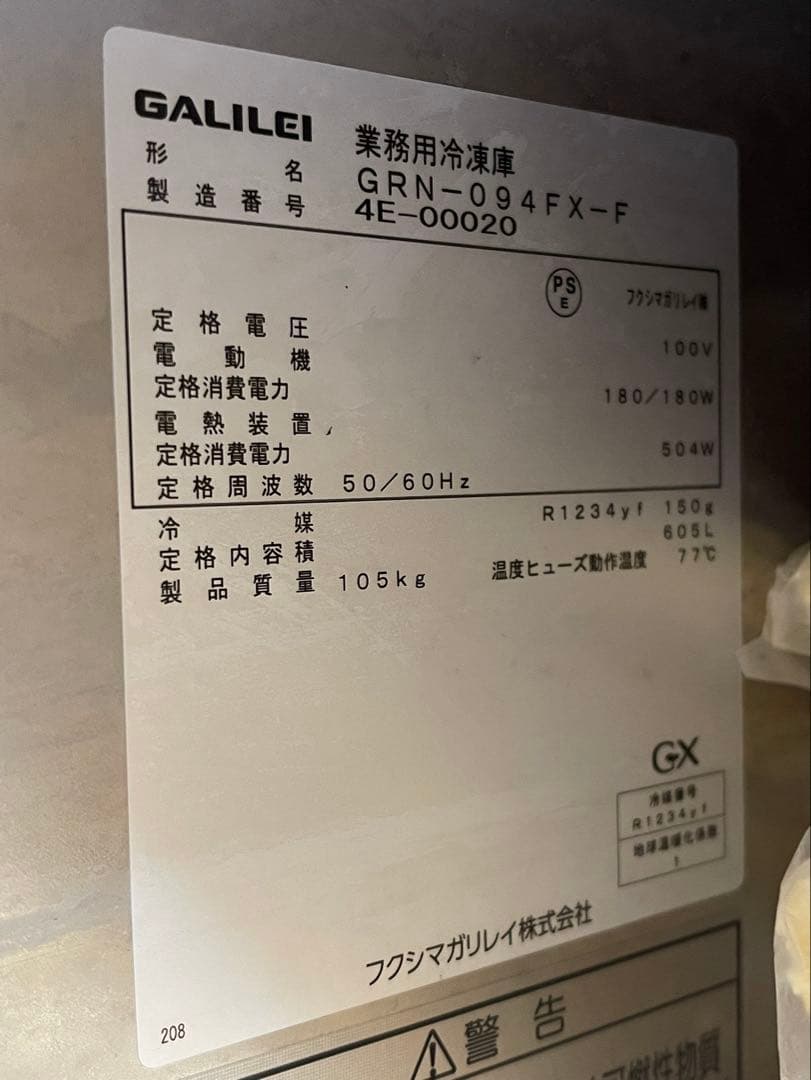 GALILEI 業務用冷凍庫
形名 GRN-094FX-F
製造番号 4E-00020
PS
E
フクシマガリレイ㈱
定格電圧 100V
電動機
定格消費電力 180/180W
電熱装置
定格消費電力 504W
定格周波数 50/60Hz
冷媒 R1234yf 150g
定格内容積 605L
製品質量 105kg 温度ヒューズ動作温度 77℃
GX
冷媒番号
R1234yf
地球温暖化係数
1
フクシマガリレイ株式会社
208
警告
可燃性物質